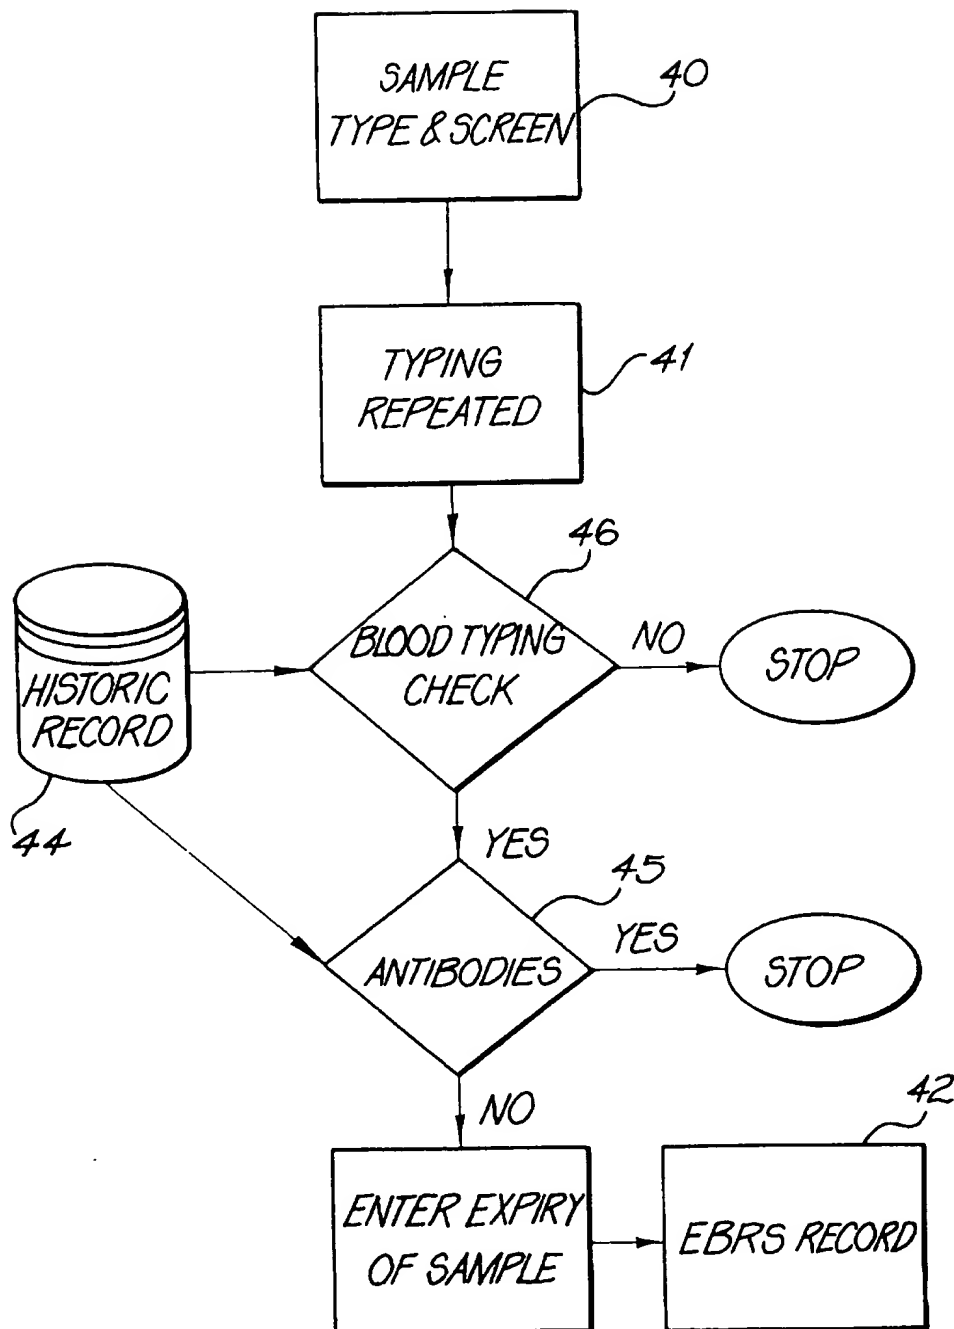 SAMPLE
TYPE & SCREEN
40
TYPING
REPEATED
41
46
BLOOD TYPING
CHECK
NO
STOP
HISTORIC
RECORD
44
YES
45
ANTIBODIES
YES
STOP
NO
42
ENTER EXPIRY
OF SAMPLE
EBRS RECORD